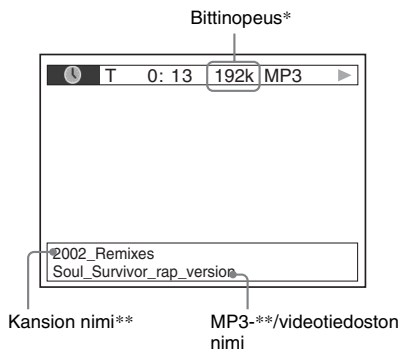 Bittinopeus*
T 0: 13 192k MP3
2002_Remixes
Soul_Survivor_rap_version
Kansion nimi** MP3-**/videotiedoston
nimi